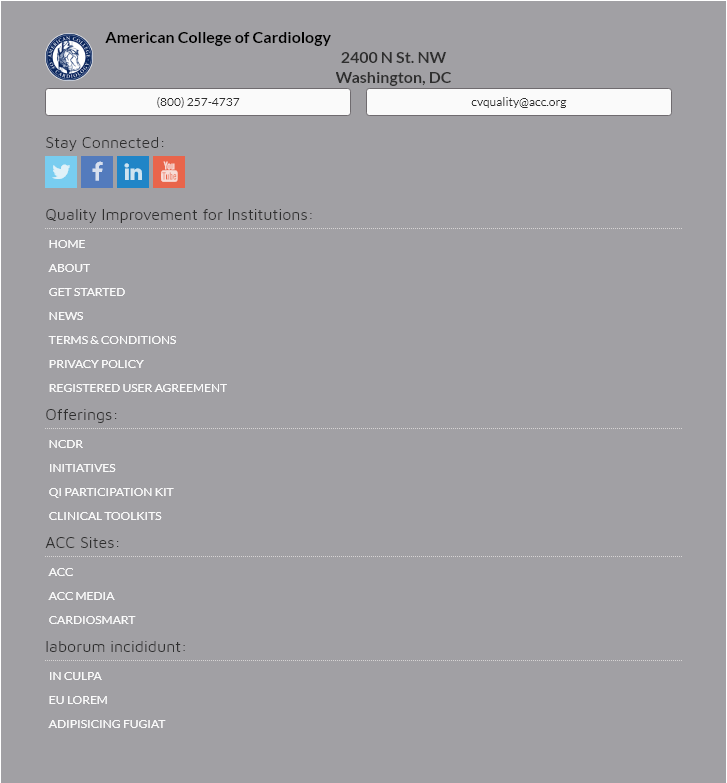 American College of Cardiology
2400 N St. NW
Washington, DC
(800) 257-4737
cvquality@acc.org
Stay Connected:
You
Tube
Quality Improvement for Institutions:
HOME
ABOUT
GET STARTED
NEWS
TERMS & CONDITIONS
PRIVACY POLICY
REGISTERED USER AGREEMENT
Offerings:
NCDR
INITIATIVES
QI PARTICIPATION KIT
CLINICAL TOOLKITS
ACC Sites:
ACC
ACC MEDIA
CARDIOSMART
laborum incididunt:
IN CULPA
EU LOREM
ADIPISICING FUGIAT